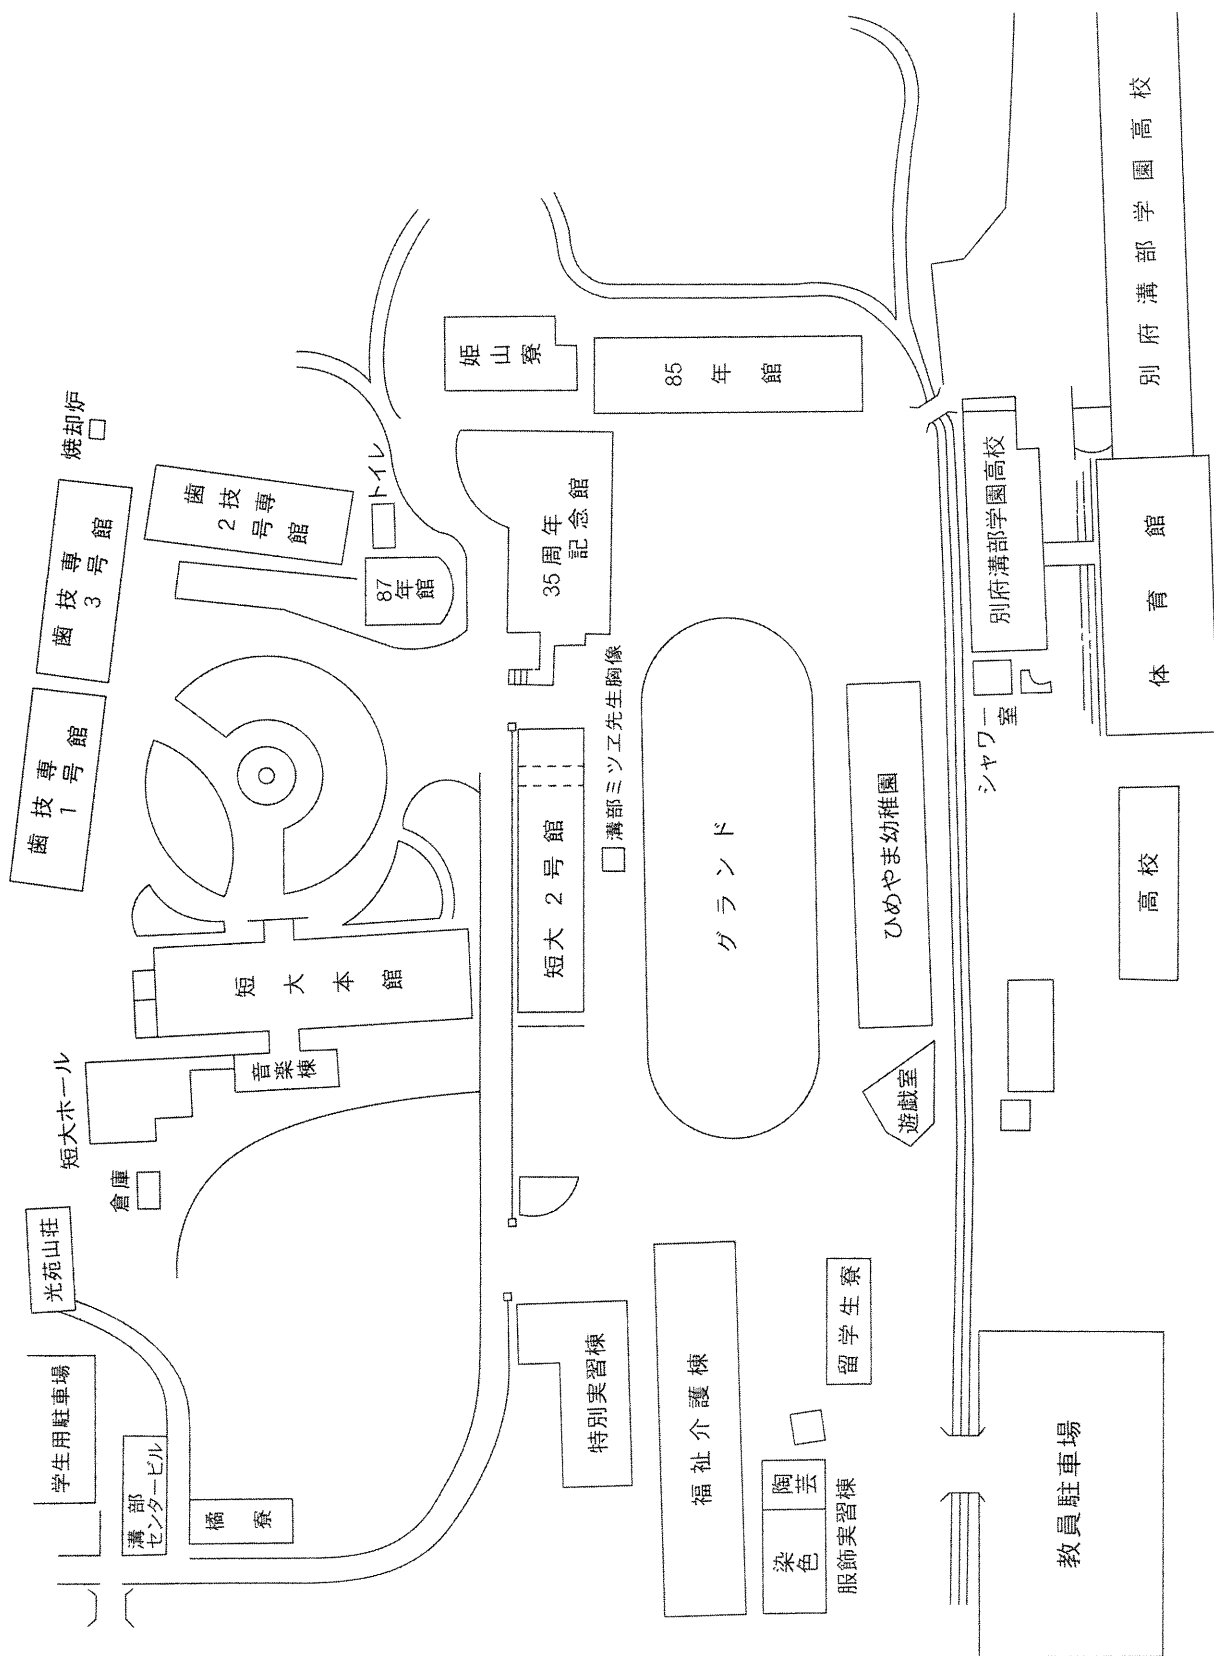 焼却炉
歯技専
3号館
歯技専
2号館
トイレ
87
年館
歯技専
1号館
姫山寮
85年館
35周年
記念館
別府溝部学園高校
別府溝部学園高校
体育館
短大本館
音楽棟
短大ホール
倉庫
短大2号館
溝部ミツヱ先生胸像
グランド
ひめやま幼稚園
シャワー
室
高校
遊戯室
光苑山荘
学生用駐車場
溝部
センタービル
橘寮
特別実習棟
福祉介護棟
留学生寮
陶芸
染色
服飾実習棟
教員駐車場